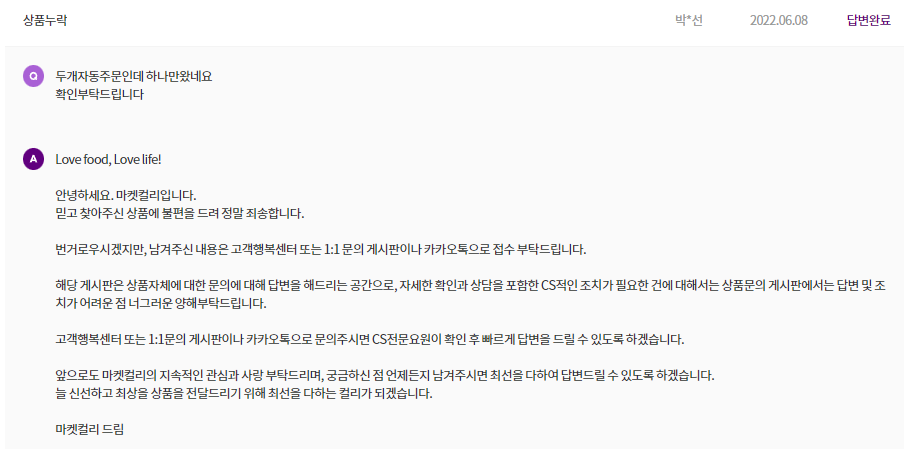 상품누락 박*선 2022.06.08 답변완료
Q 두개자동주문인데 하나만왔네요
확인부탁드립니다
A Love food, Love life!
안녕하세요. 마켓컬리입니다.
믿고 찾아주신 상품에 불편을 드려 정말 죄송합니다.
번거로우시겠지만, 남겨주신 내용은 고객행복센터 또는 1:1 문의 게시판이나 카카오톡으로 접수 부탁드립니다.
해당 게시판은 상품자체에 대한 문의에 대해 답변을 해드리는 공간으로, 자세한 확인과 상담을 포함한 CS적인 조치가 필요한 건에 대해서는 상품문의 게시판에서는 답변 및 조
치가 어려운 점 너그러운 양해부탁드립니다.
고객행복센터 또는 1:1문의 게시판이나 카카오톡으로 문의주시면 CS전문요원이 확인 후 빠르게 답변을 드릴 수 있도록 하겠습니다.
앞으로도 마켓컬리의 지속적인 관심과 사랑 부탁드리며, 궁금하신 점 언제든지 남겨주시면 최선을 다하여 답변드릴 수 있도록 하겠습니다.
늘 신선하고 최상을 상품을 전달드리기 위해 최선을 다하는 컬리가 되겠습니다.
마켓컬리 드림